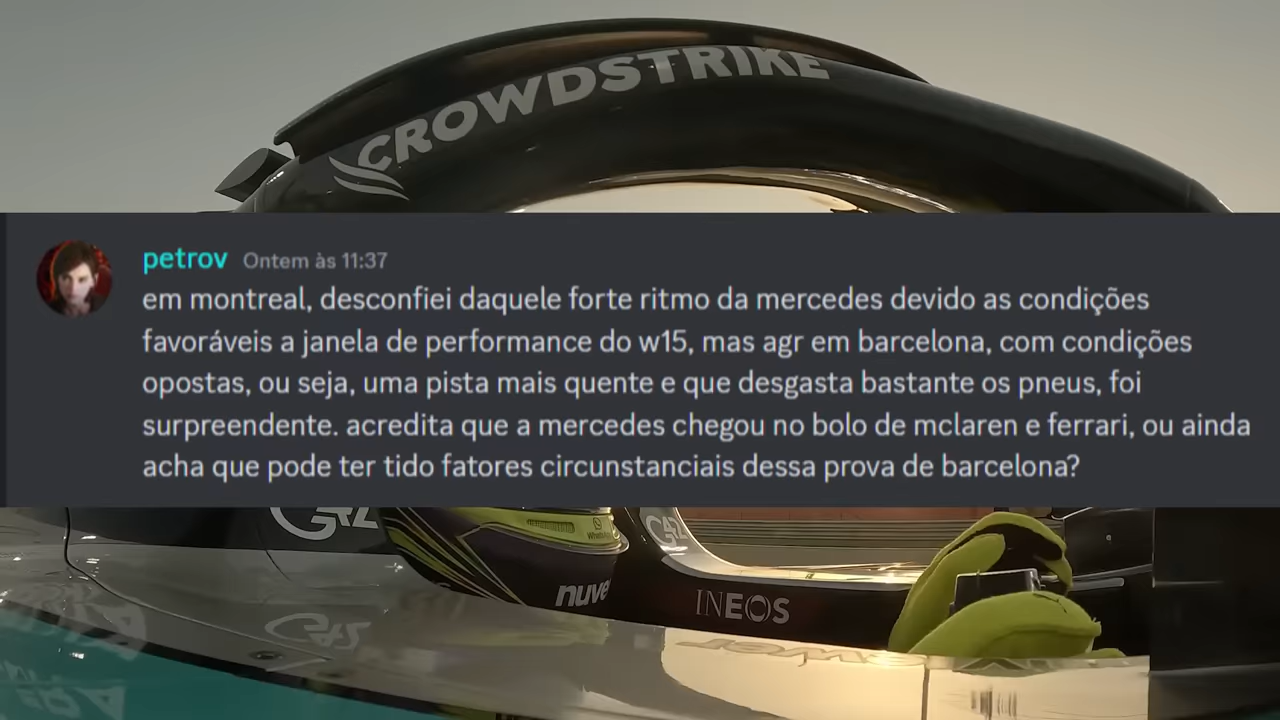 CROWDSTRIKE
petrov Ontem às 11:37
em montreal, desconfiei daquele forte ritmo da mercedes devido as condições
favoráveis a janela de performance do w15, mas agr em barcelona, com condições
opostas, ou seja, uma pista mais quente e que desgasta bastante os pneus, foi
surpreendente. acredita que a mercedes chegou no bolo de mclaren e ferrari, ou ainda
acha que pode ter tido fatores circunstanciais dessa prova de barcelona?
nuve
INEOS